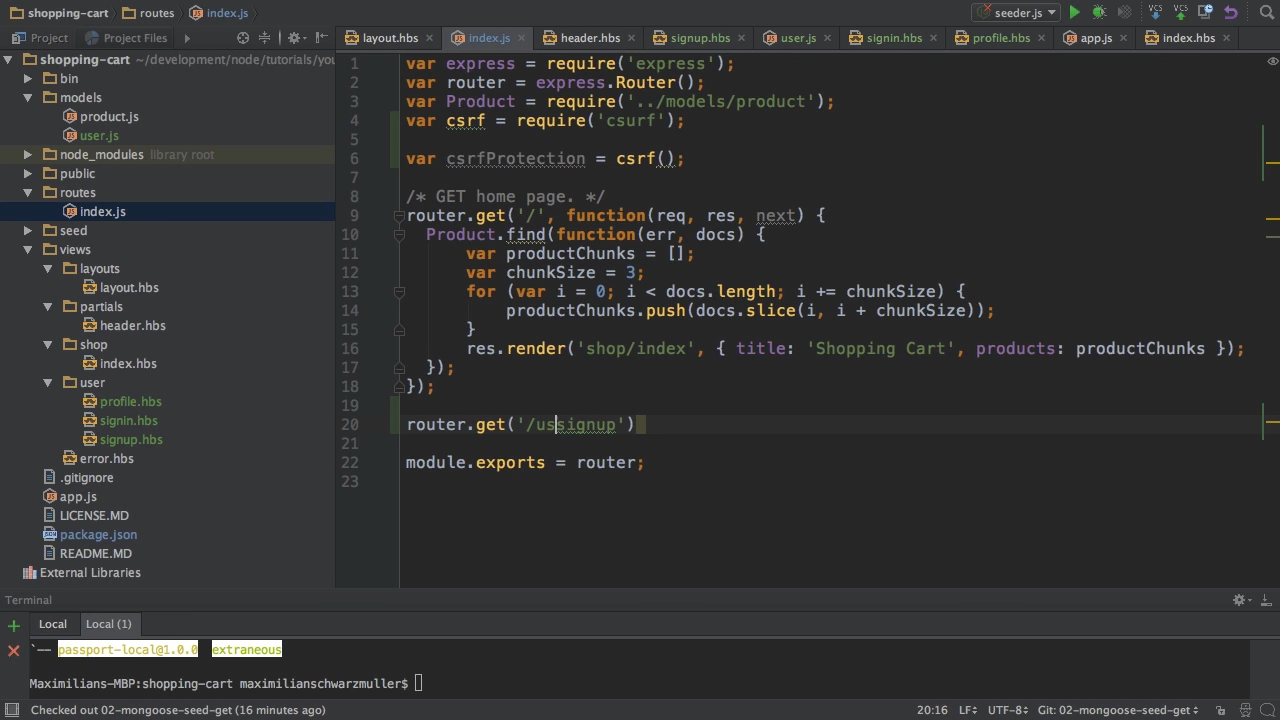 shopping-cart routes index.js seeder.js VCS VCS
Project Project Files layout.hbs index.js header.hbs signup.hbs user.js signin.hbs profile.hbs app.js index.hbs
shopping-cart ~/development/node/tutorials/you
bin
models
product.js
user.js
node_modules library root
public
routes
index.js
seed
views
layouts
layout.hbs
partials
header.hbs
shop
index.hbs
user
profile.hbs
signin.hbs
signup.hbs
error.hbs
.gitignore
app.js
LICENSE.MD
package.json
README.MD
External Libraries
1 var express = require('express');
2 var router = express.Router();
3 var Product = require('../models/product');
4 var csrf = require('csurf');
5
6 var csrfProtection = csrf();
7
8 /* GET home page. */
9 router.get('/', function(req, res, next) {
10 Product.find(function(err, docs) {
11 var productChunks = [];
12 var chunkSize = 3;
13 for (var i = 0; i < docs.length; i += chunkSize) {
14 productChunks.push(docs.slice(i, i + chunkSize));
15 }
16 res.render('shop/index', { title: 'Shopping Cart', products: productChunks });
17 });
18 });
19
20 router.get('/ussignup')
21
22 module.exports = router;
23
Terminal
Local Local (1)
`── passport-local@1.0.0 extraneous
Maximilians-MBP:shopping-cart maximilianschwarzmuller$
Checked out 02-mongoose-seed-get (16 minutes ago) 20:16 LF UTF-8 Git: 02-mongoose-seed-get